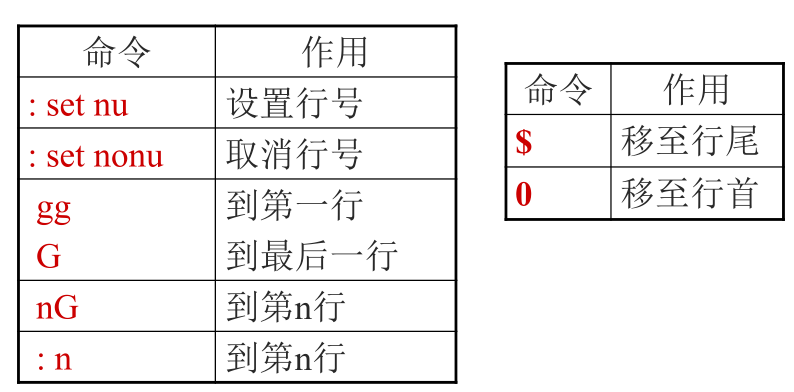 命令 作用
: set nu 设置行号
: set nonu 取消行号
gg 到第一行
G 到最后一行
nG 到第n行
: n 到第n行
命令 作用
$ 移至行尾
0 移至行首